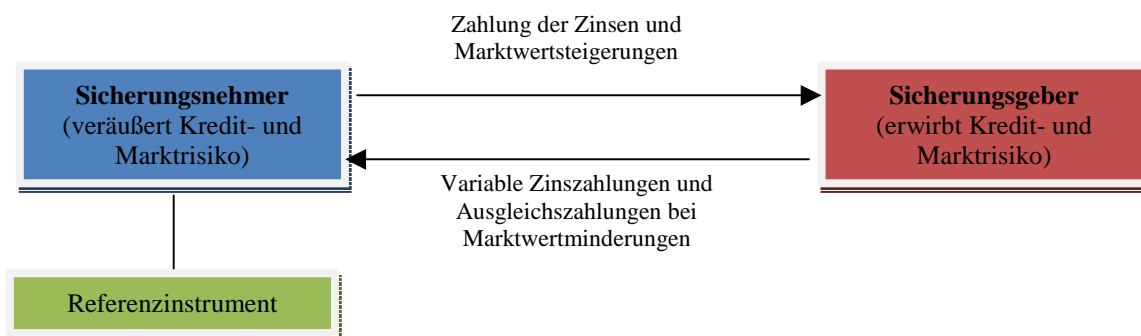 Zahlung der Zinsen und
Marktwertsteigerungen
Sicherungsnehmer
(veräußert Kredit- und
Marktrisiko)
Sicherungsgeber
(erwirbt Kredit- und
Marktrisiko)
Variable Zinszahlungen und
Ausgleichszahlungen bei
Marktwertminderungen
Referenzinstrument